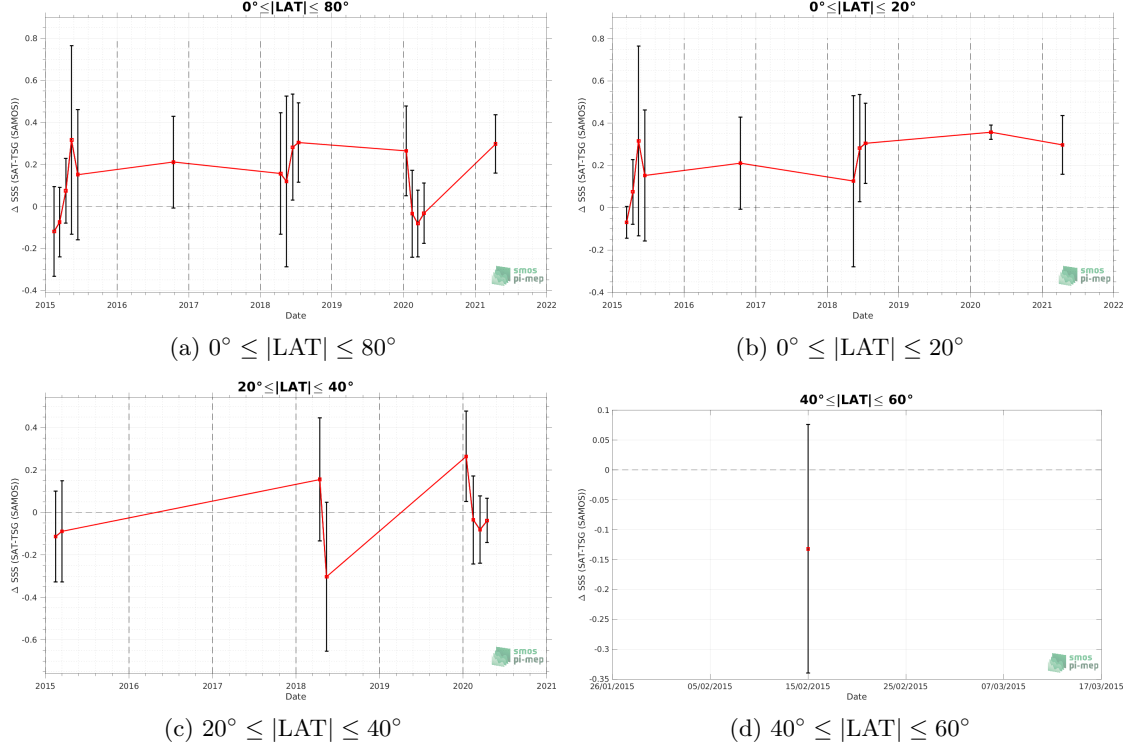 0°≤|LAT|≤ 80°
Δ SSS (SAT-TSG (SAMOS))
0.8
0.6
0.4
0.2
0
-0.2
-0.4
2015 2016 2017 2018 2019 2020 2021 2022
Date
smos
pi-mep
(a) 0° ≤ |LAT| ≤ 80°
0°≤|LAT|≤ 20°
Δ SSS (SAT-TSG (SAMOS))
0.8
0.6
0.4
0.2
0
-0.2
-0.4
2015 2016 2017 2018 2019 2020 2021 2022
Date
smos
pi-mep
(b) 0° ≤ |LAT| ≤ 20°
20°≤|LAT|≤ 40°
Δ SSS (SAT-TSG (SAMOS))
0.4
0.2
0
-0.2
-0.4
-0.6
2015 2016 2017 2018 2019 2020 2021
Date
smos
pi-mep
(c) 20° ≤ |LAT| ≤ 40°
40°≤|LAT|≤ 60°
Δ SSS (SAT-TSG (SAMOS))
0.1
0.05
0
-0.05
-0.1
-0.15
-0.2
-0.25
-0.3
-0.35
26/01/2015 05/02/2015 15/02/2015 25/02/2015 07/03/2015 17/03/2015
Date
smos
pi-mep
(d) 40° ≤ |LAT| ≤ 60°